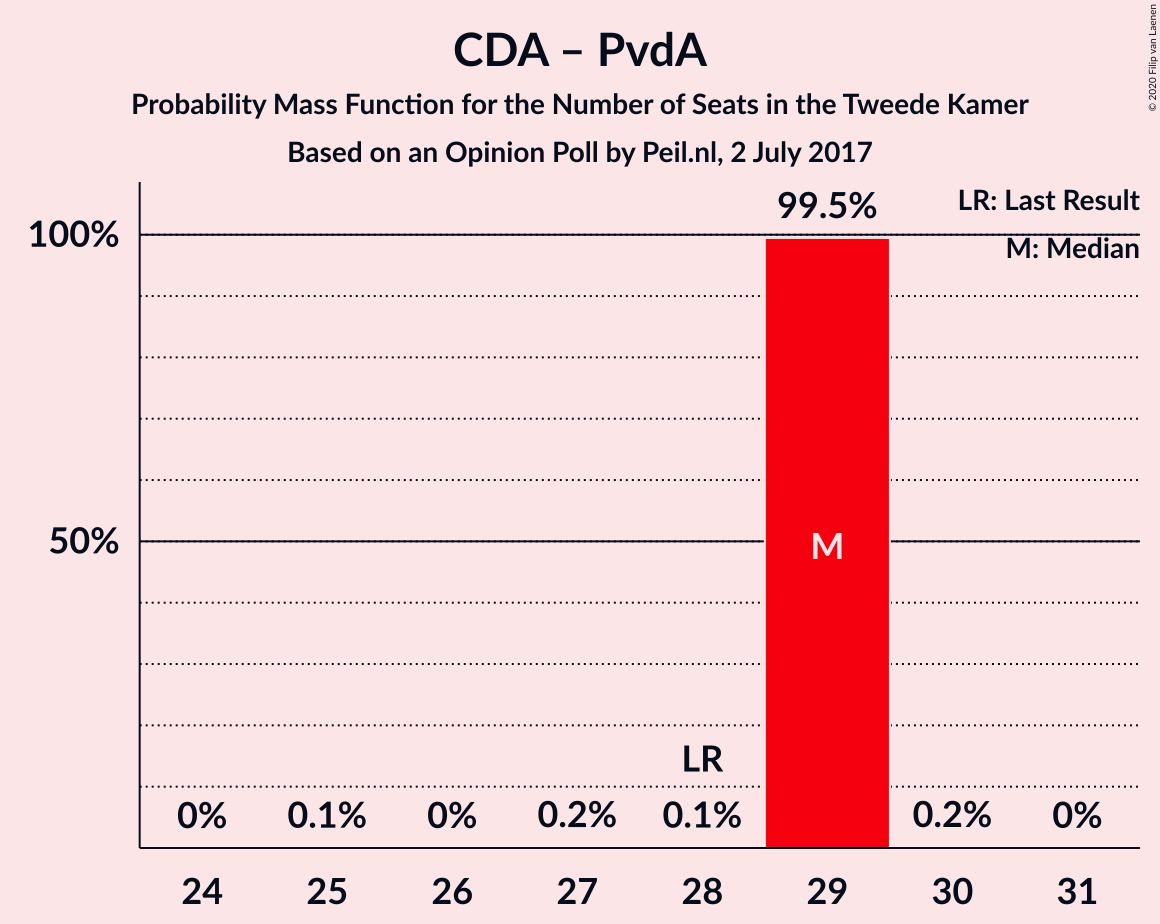 CDA – PvdA
Probability Mass Function for the Number of Seats in the Tweede Kamer
Based on an Opinion Poll by Peil.nl, 2 July 2017
© 2020 Filip van Laenen
LR: Last Result
M: Median
99.5%
100%
50%
M
LR
0% 0.1% 0% 0.2% 0.1% 0.2% 0%
24 25 26 27 28 29 30 31